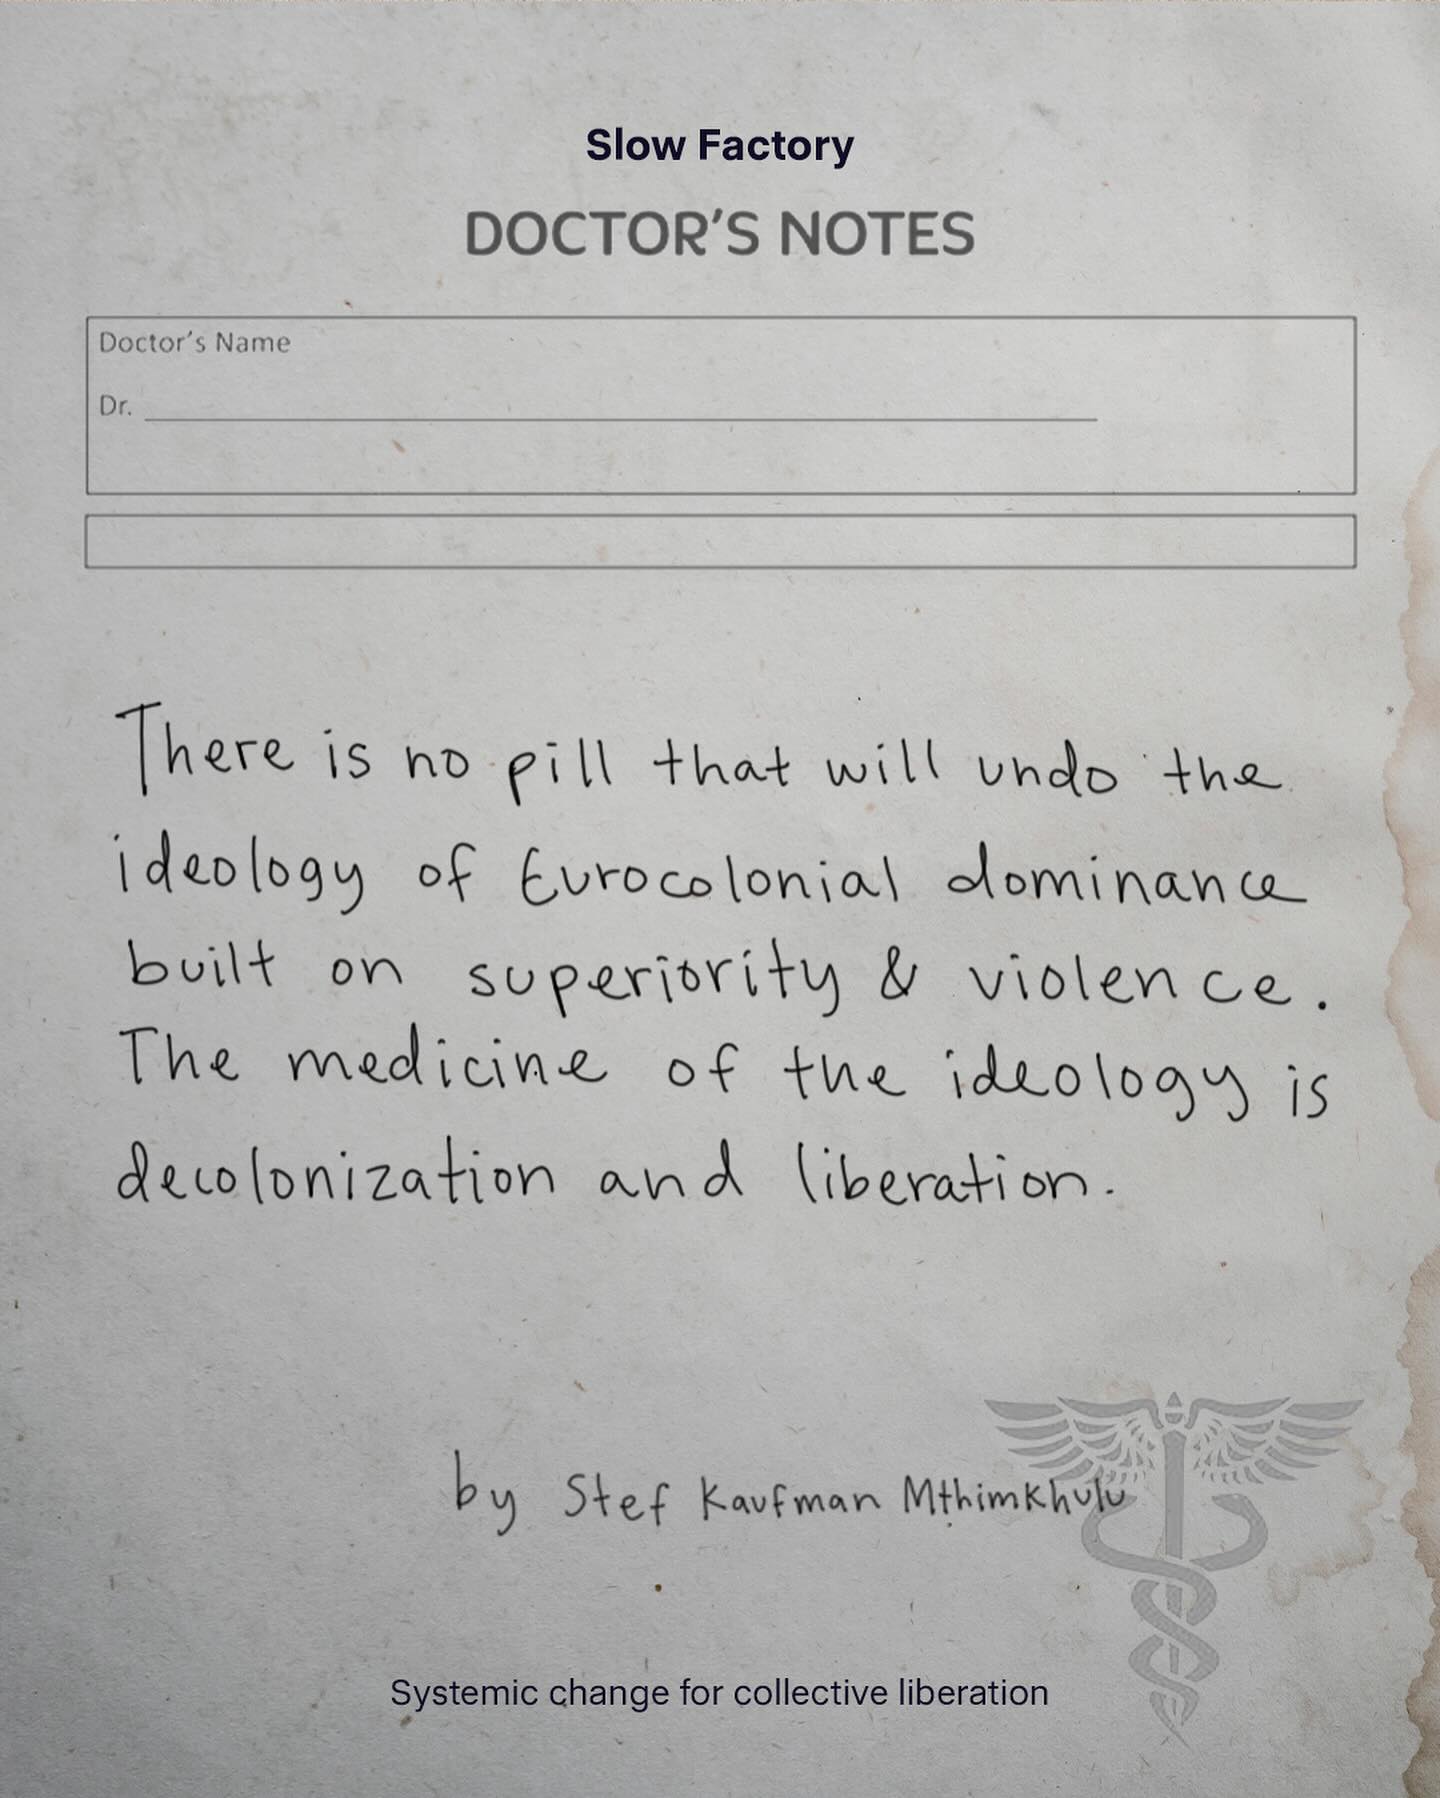 Slow Factory
DOCTOR'S NOTES
Doctor's Name
Dr.
There is no pill that will undo the
ideology of Eurocolonial dominance
built on superiority & violence.
The medicine of the ideology is
decolonization and liberation.
by Stef Kaufman Mthimkhulu
Systemic change for collective liberation